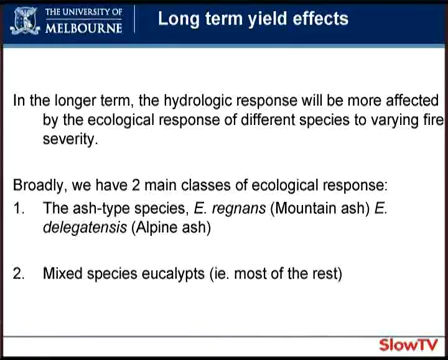 THE UNIVERSITY OF
MELBOURNE
Long term yield effects
In the longer term, the hydrologic response will be more affected
by the ecological response of different species to varying fire
severity.
Broadly, we have 2 main classes of ecological response:
1. The ash-type species, E. regnans (Mountain ash) E.
delegatensis (Alpine ash)
2. Mixed species eucalypts (ie. most of the rest)
SlowTV